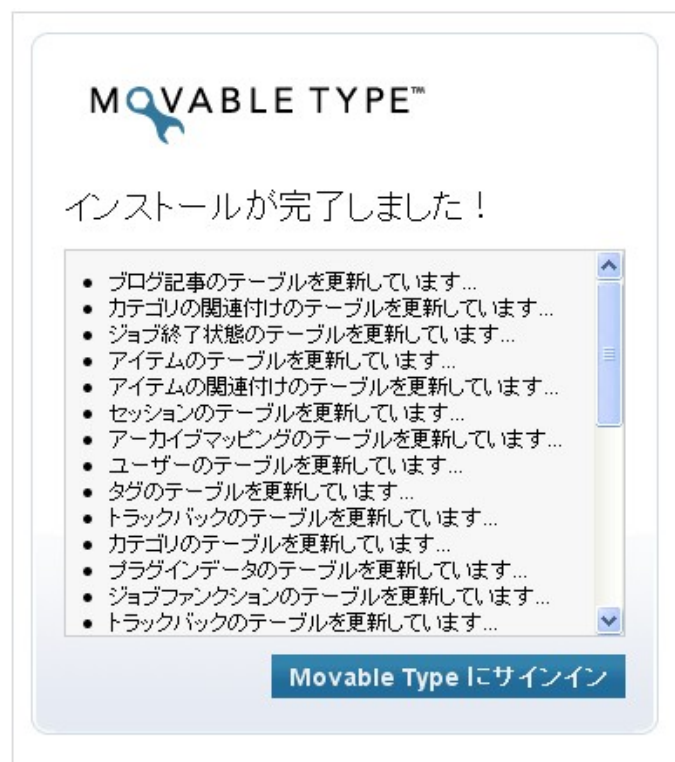 MOVABLE TYPE™
インストールが完了しました！
• ブログ記事のテーブルを更新しています...
• カテゴリの関連付けのテーブルを更新しています...
• ジョブ終了状態のテーブルを更新しています...
• アイテムのテーブルを更新しています...
• アイテムの関連付けのテーブルを更新しています...
• セッションのテーブルを更新しています...
• アーカイブマッピングのテーブルを更新しています...
• ユーザーのテーブルを更新しています...
• タグのテーブルを更新しています...
• トラックバックのテーブルを更新しています...
• カテゴリのテーブルを更新しています...
• プラグインデータのテーブルを更新しています...
• ジョブファンクションのテーブルを更新しています...
• トラックバックのテーブルを更新しています...
Movable Type にサインイン